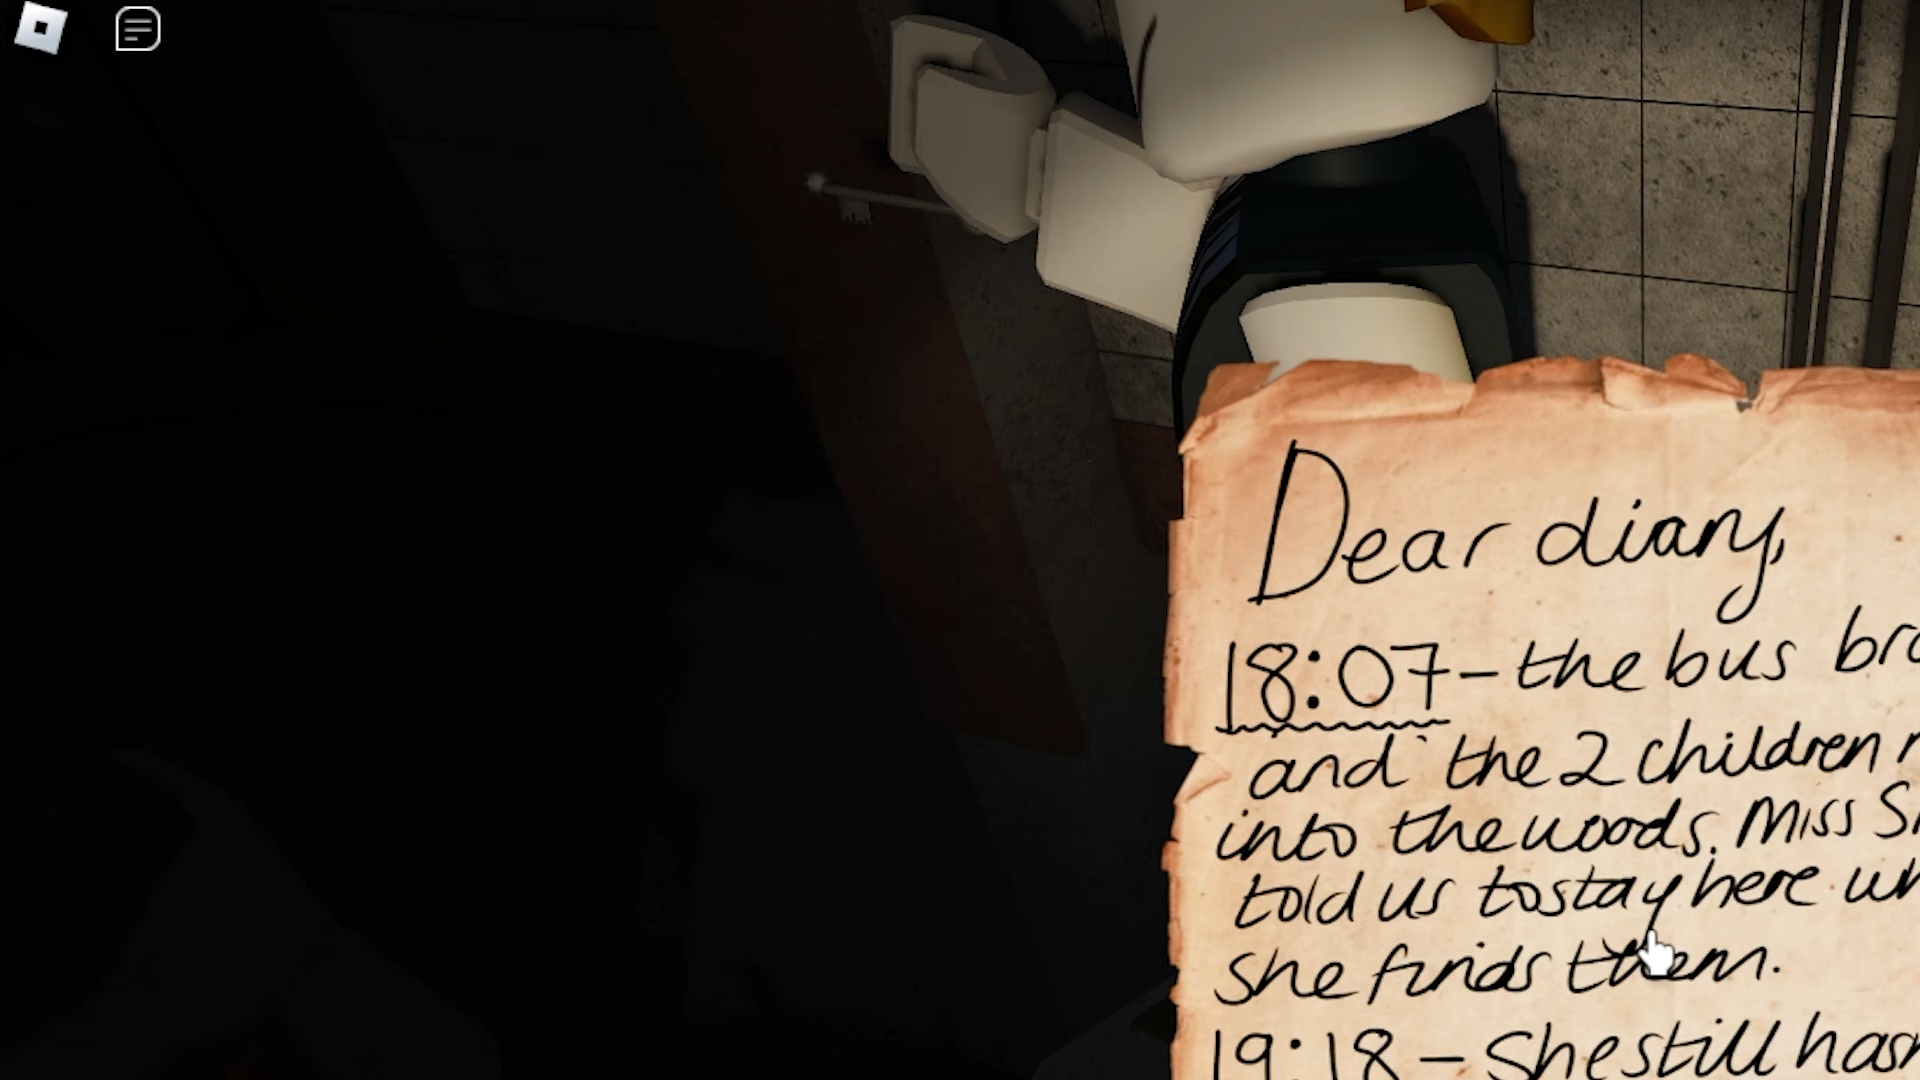 Dear diary,
18:07- the bus
and the 2 children
into the woods. Miss
told us to stay here
she finds them.
19:18 - She still